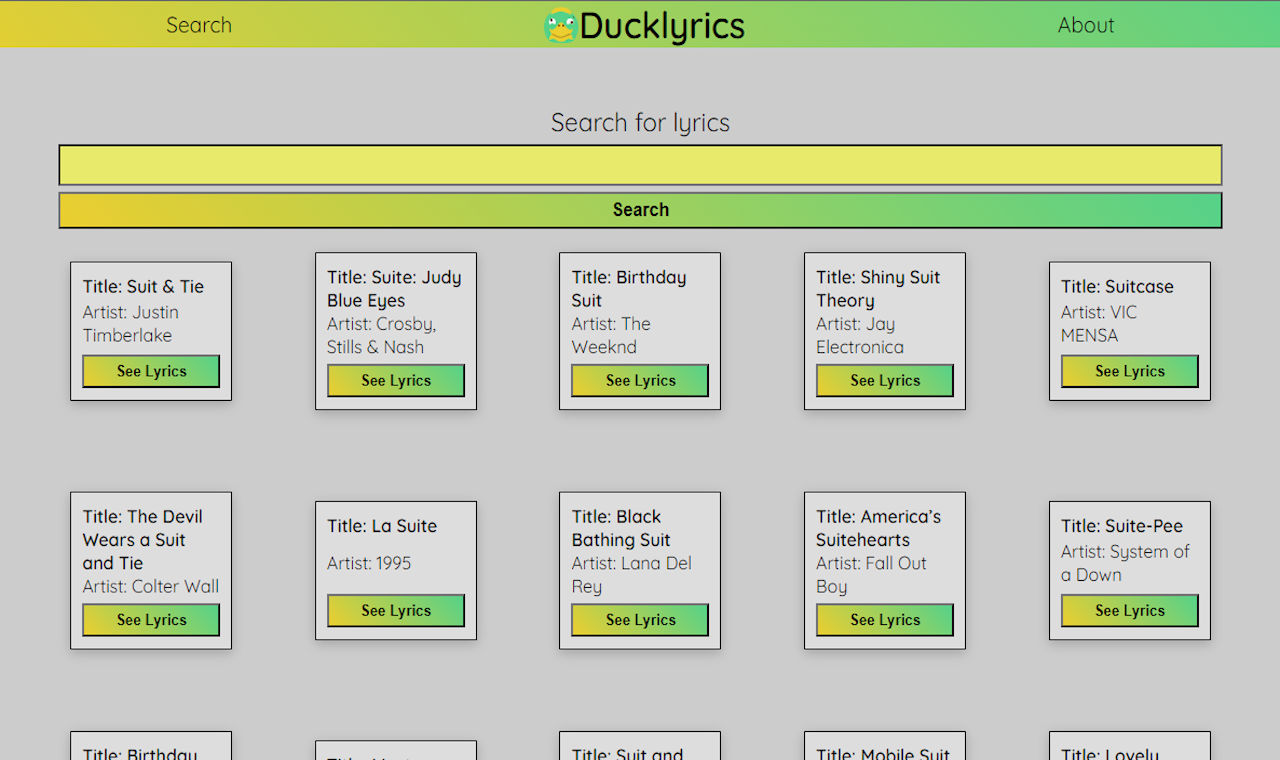 Search
Ducklyrics
About
Search for lyrics
Search
Title: Suit & Tie
Artist: Justin
Timberlake
See Lyrics
Title: Suite: Judy
Blue Eyes
Artist: Crosby,
Stills & Nash
See Lyrics
Title: Birthday
Suit
Artist: The
Weeknd
See Lyrics
Title: Shiny Suit
Theory
Artist: Jay
Electronica
See Lyrics
Title: Suitcase
Artist: VIC
MENSA
See Lyrics
Title: The Devil
Wears a Suit
and Tie
Artist: Colter Wall
See Lyrics
Title: La Suite
Artist: 1995
See Lyrics
Title: Black
Bathing Suit
Artist: Lana Del
Rey
See Lyrics
Title: America’s
Suitehearts
Artist: Fall Out
Boy
See Lyrics
Title: Suite-Pee
Artist: System of
a Down
See Lyrics
Title: Birthday
Title: Suit and
Title: Mobile Suit
Title: Lovely